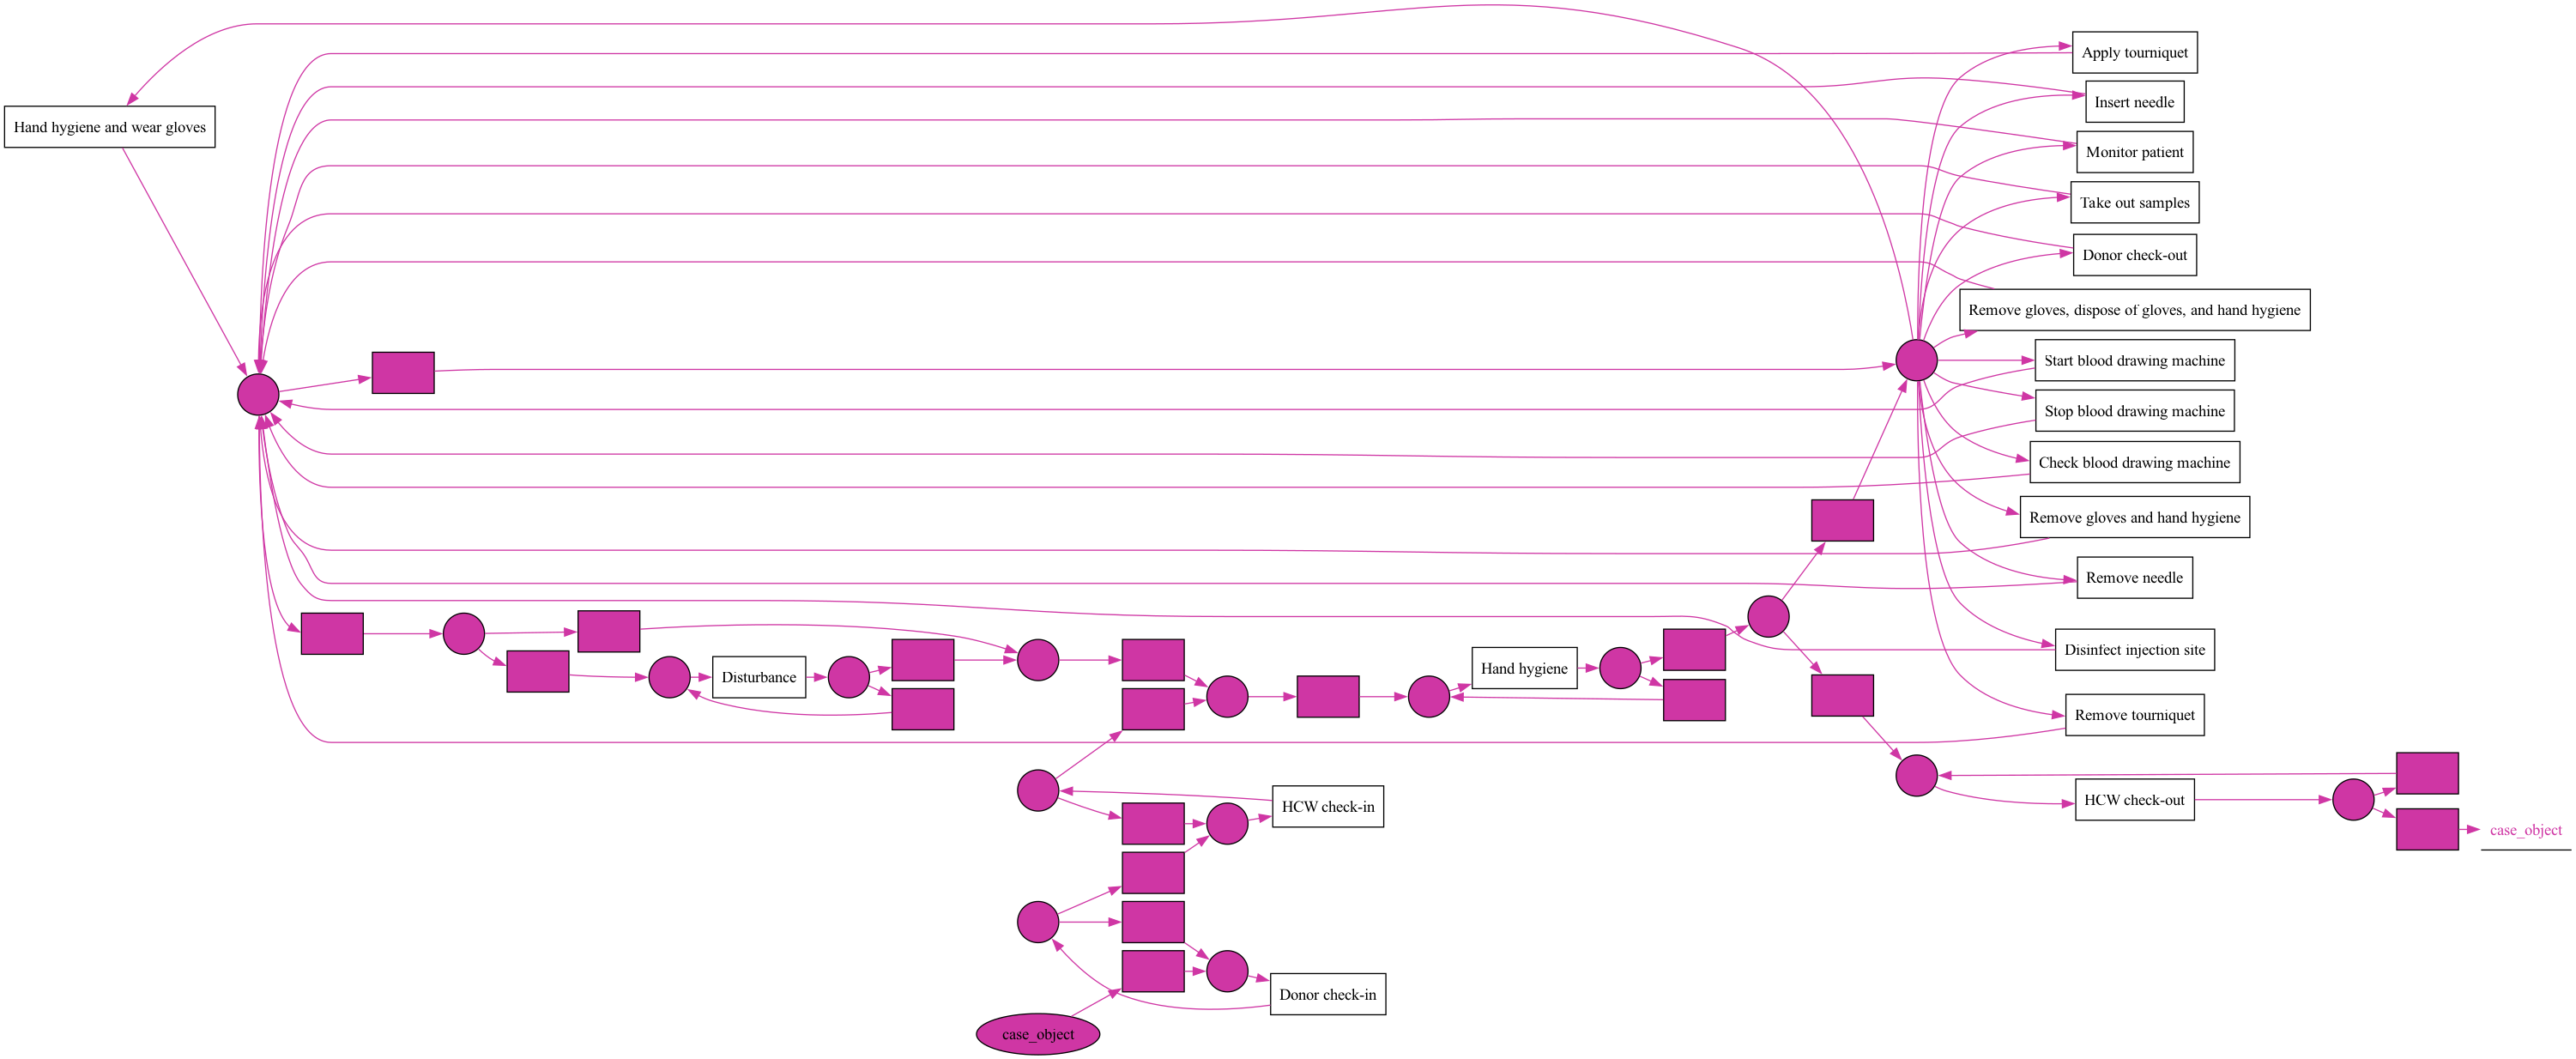 Apply tourniquet
Insert needle
Hand hygiene and wear gloves
Monitor patient
Take out samples
Donor check-out
Remove gloves, dispose of gloves, and hand hygiene
Start blood drawing machine
Stop blood drawing machine
Check blood drawing machine
Remove gloves and hand hygiene
Remove needle
Disinfect injection site
Hand hygiene
Disturbance
Remove tourniquet
HCW check-in
HCW check-out
case_object
Donor check-in
case_object